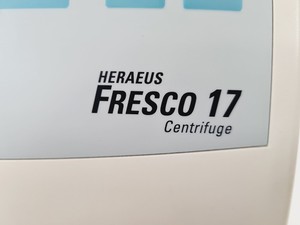 HERAEUS
FRESCO 17
Centrifuge